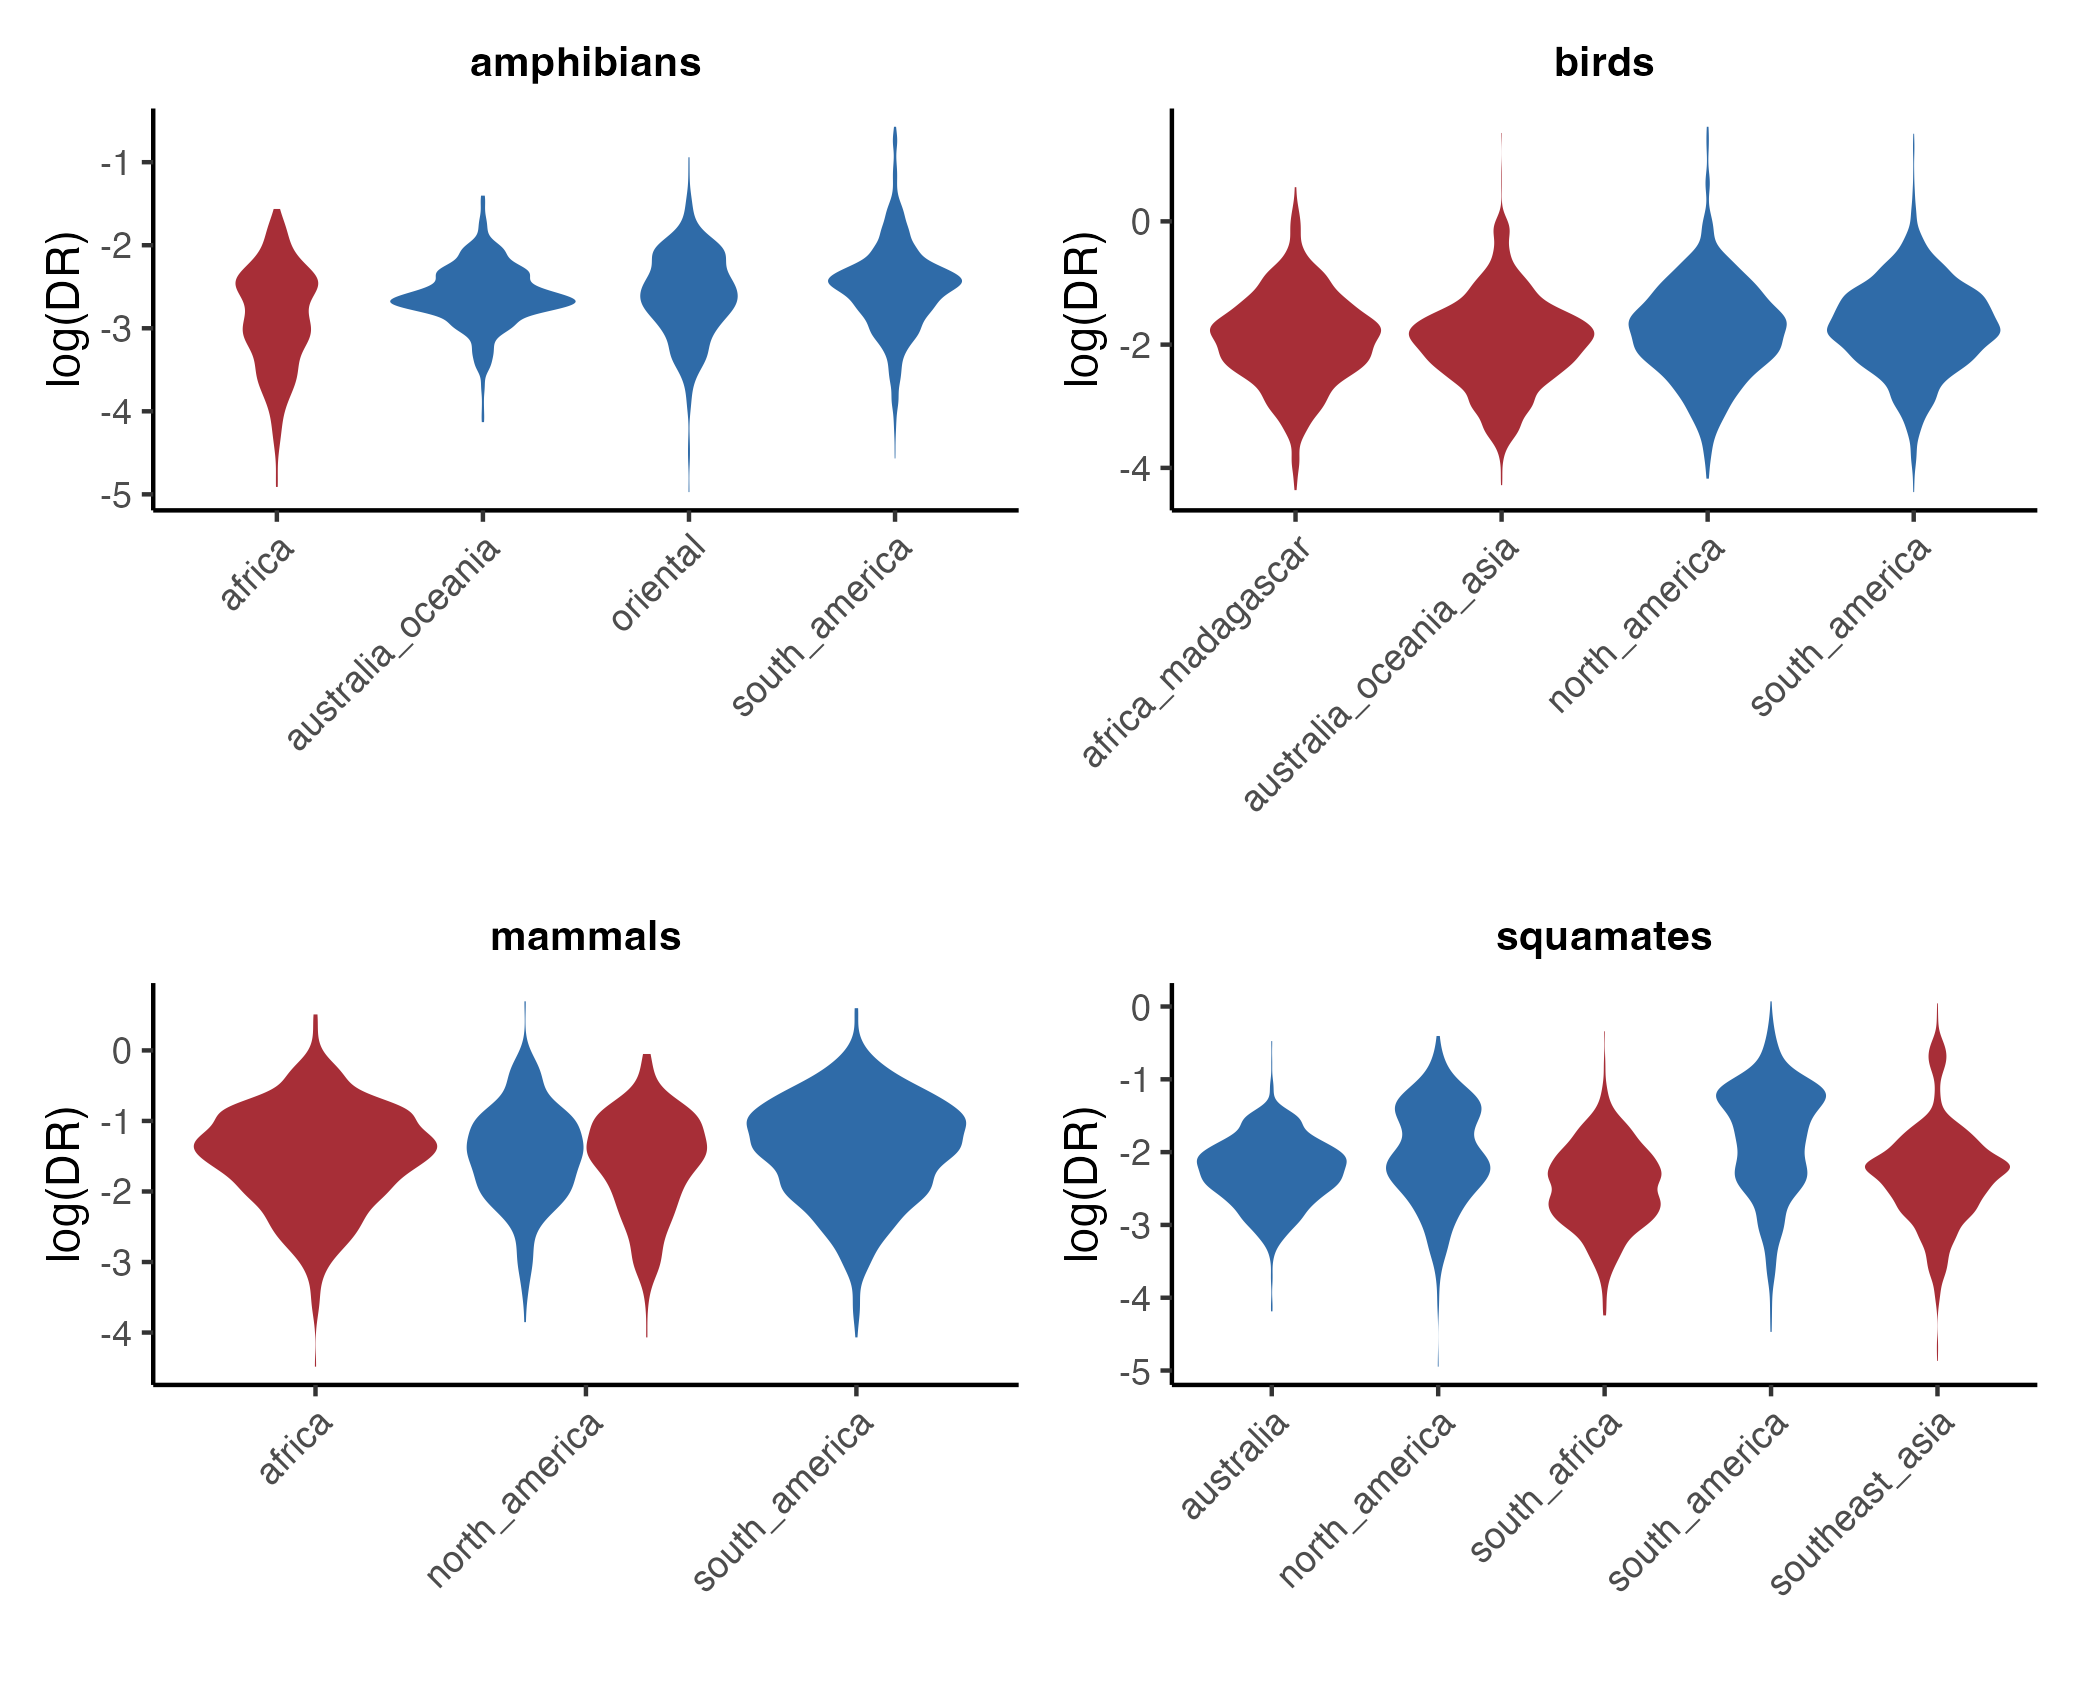 amphibians
log(DR)
-1
-2
-3
-4
-5
africa
australia_oceania
oriental
south_america
birds
log(DR)
0
-2
-4
africa_madagascar
australia_oceania_asia
north_america
south_america
mammals
log(DR)
0
-1
-2
-3
-4
africa
north_america
south_america
squamates
log(DR)
0
-1
-2
-3
-4
-5
australia
north_america
south_africa
south_america
southeast_asia